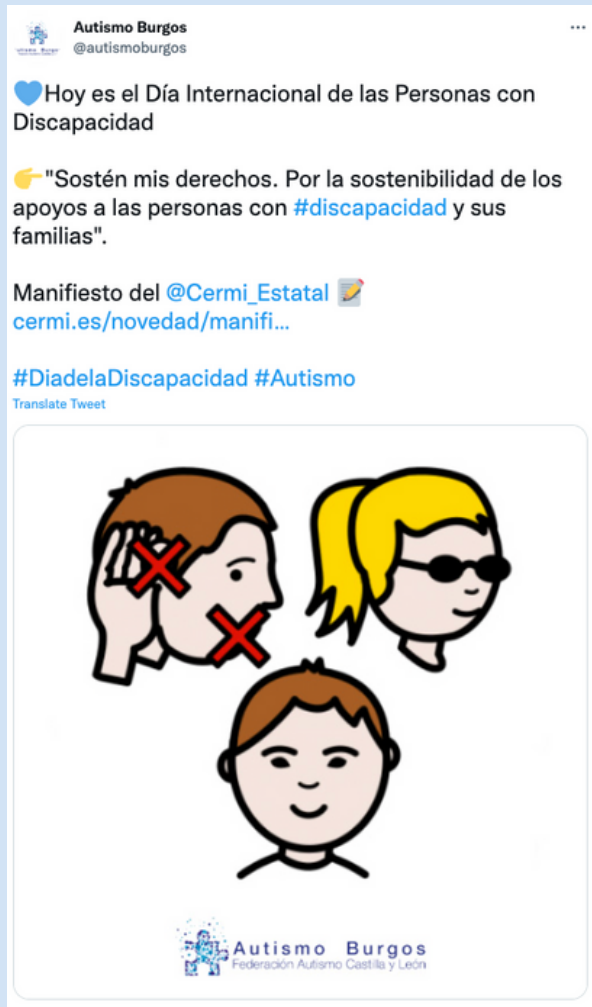 Autismo Burgos
@autismoburgos
💙Hoy es el Día Internacional de las Personas con
Discapacidad
👉"Sostén mis derechos. Por la sostenibilidad de los
apoyos a las personas con #discapacidad y sus
familias".
Manifiesto del @Cermi_Estatal 📝
cermi.es/novedad/manifi...
#DiadelaDiscapacidad #Autismo
Translate Tweet
Autismo Burgos
Federación Autismo Castilla y León